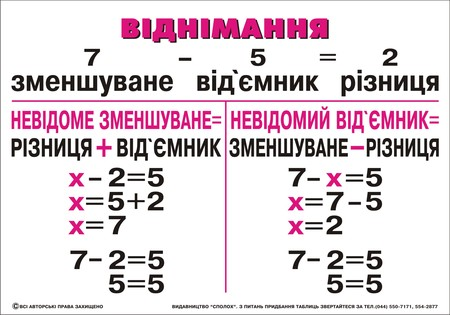 ВІДНІМАННЯ
7 – 5 = 2
зменшуване від`ємник різниця
НЕВІДОМЕ ЗМЕНШУВАНЕ=
РІЗНИЦЯ+ВІД`ЄМНИК
х–2=5
х=5+2
х=7
7–2=5
5=5
НЕВІДОМИЙ ВІД`ЄМНИК=
ЗМЕНШУВАНЕ–РІЗНИЦЯ
7–х=5
х=7–5
х=2
7–2=5
5=5
©ВСІ АВТОРСЬКІ ПРАВА ЗАХИЩЕНО
ВИДАВНИЦТВО "СПОЛОХ". З ПИТАНЬ ПРИДБАННЯ ТАБЛИЦЬ ЗВЕРТАЙТЕСЯ ЗА ТЕЛ.(044) 550-7171, 554-2677